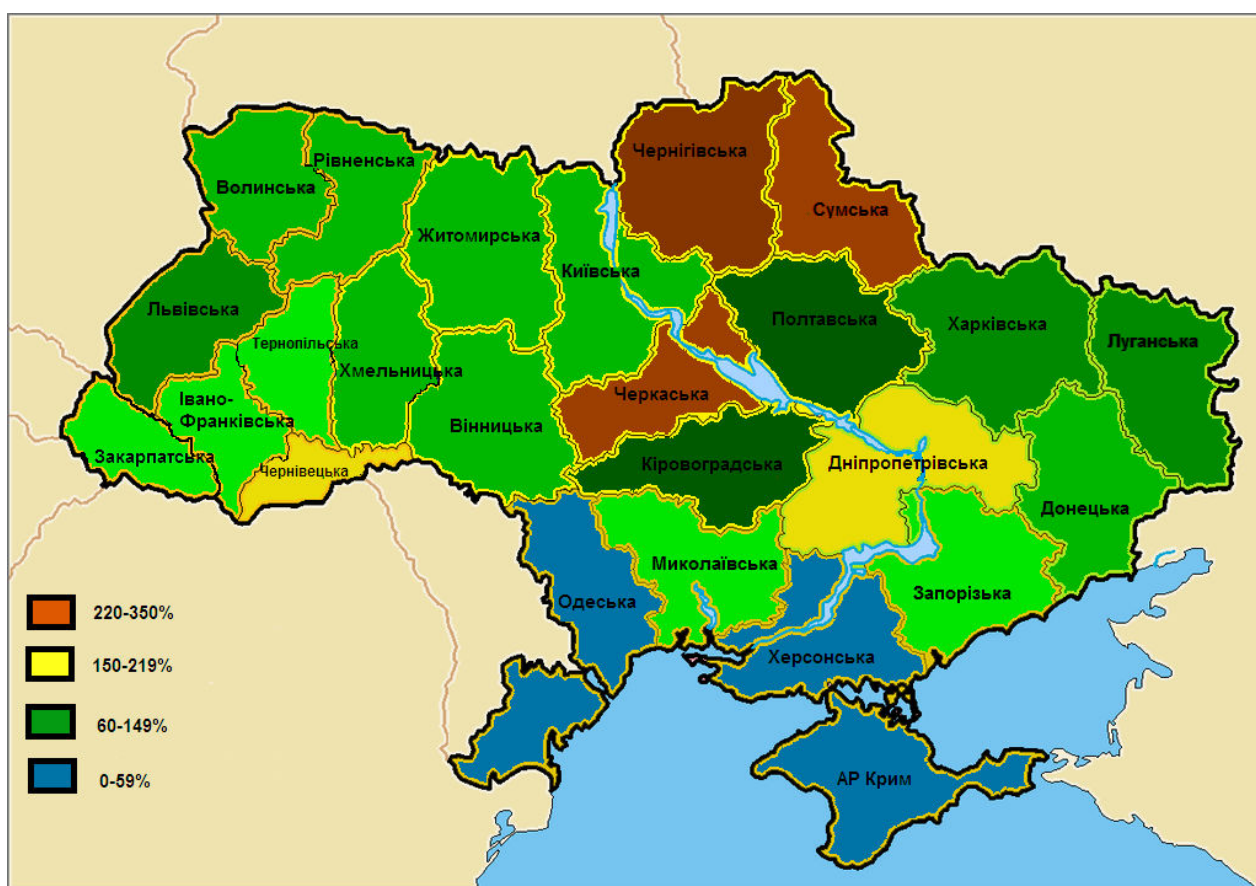 Чернігівська
Рівненська
Волинська
Сумська
Житомирська
Київська
Львівська
Полтавська
Харківська
Луганська
Тернопільська
Хмельницька
Черкаська
Івано-
Франківська
Вінницька
Закарпатська
Чернівецька
Кіровоградська
Дніпропетрівська
Донецька
Миколаївська
Запорізька
Одеська
Херсонська
АР Крим
220-350%
150-219%
60-149%
0-59%